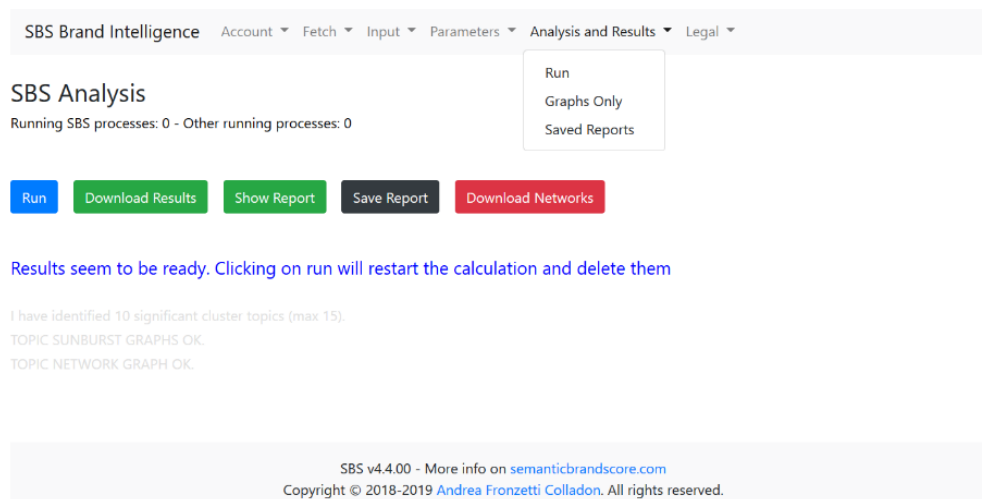 SBS Brand Intelligence Account Fetch Input Parameters Analysis and Results Legal
Run
Graphs Only
Saved Reports
SBS Analysis
Running SBS processes: 0 - Other running processes: 0
Run Download Results Show Report Save Report Download Networks
Results seem to be ready. Clicking on run will restart the calculation and delete them
I have identified 10 significant cluster topics (max 15).
TOPIC SUNBURST GRAPHS OK.
TOPIC NETWORK GRAPH OK.
SBS v4.4.00 - More info on semanticbrandscore.com
Copyright © 2018-2019 Andrea Fronzetti Colladon. All rights reserved.